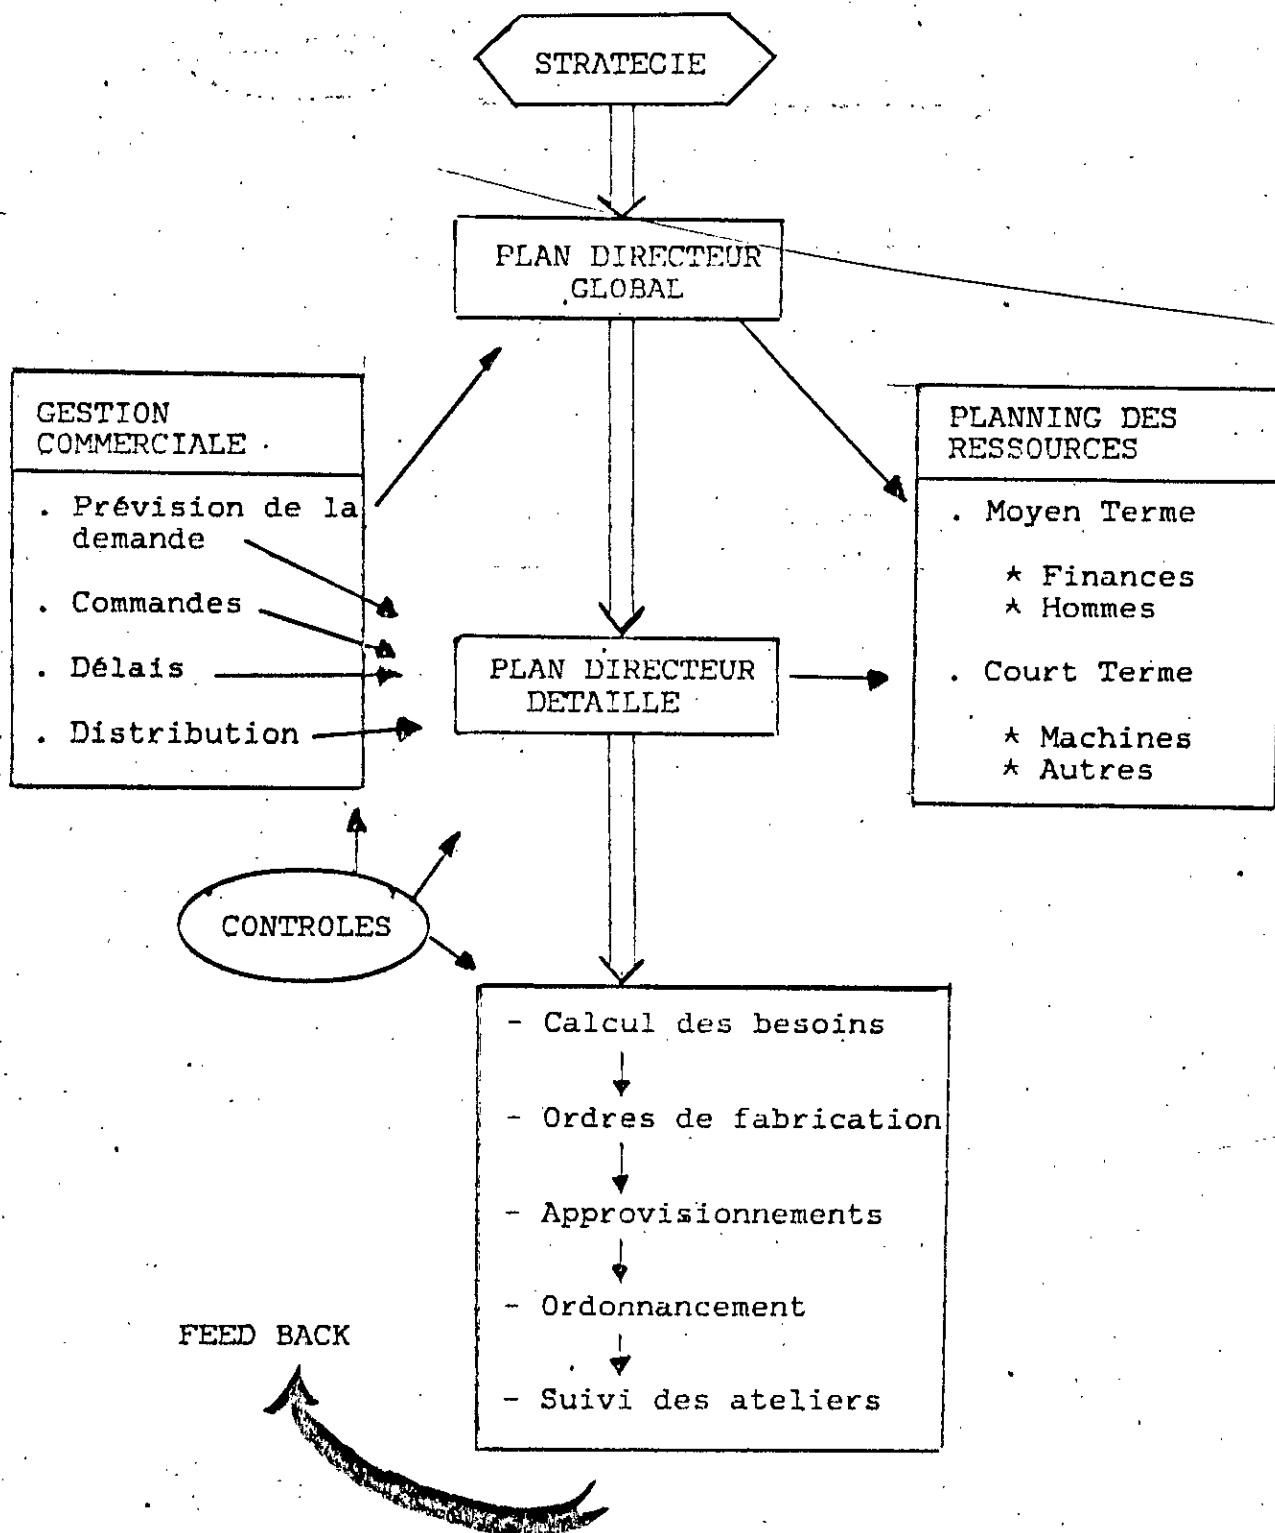 STRATEGIE
PLAN DIRECTEUR
GLOBAL
GESTION
COMMERCIALE
. Prévision de la
demande
. Commandes
. Délais
. Distribution
PLANNING DES
RESSOURCES
. Moyen Terme
* Finances
* Hommes
. Court Terme
* Machines
* Autres
PLAN DIRECTEUR
DETAILLE
CONTROLES
- Calcul des besoins
- Ordres de fabrication
- Approvisionnements
- Ordonnancement
- Suivi des ateliers
FEED BACK